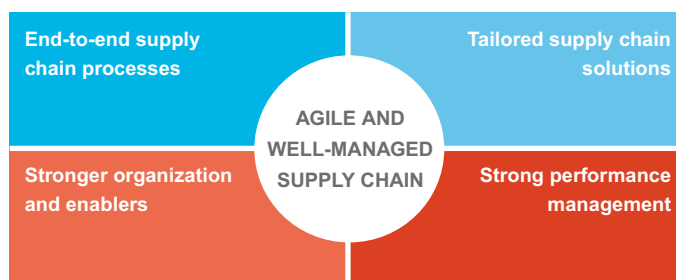 End-to-end supply
chain processes
Tailored supply chain
solutions
AGILE AND
WELL-MANAGED
SUPPLY CHAIN
Stronger organization
and enablers
Strong performance
management